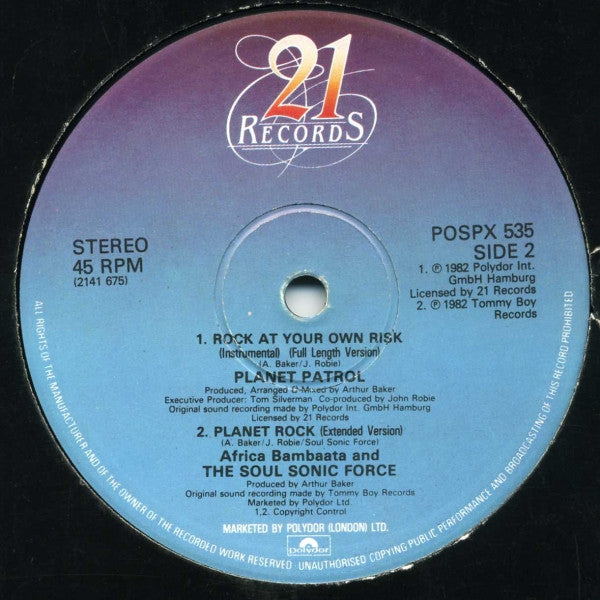 21
RECORDS
STEREO
45 RPM
(2141 675)
POSPX 535
SIDE 2
1. ℗ 1982 Polydor Int.
GmbH Hamburg
Licensed by 21 Records
2. ℗ 1982 Tommy Boy
Records
1. ROCK AT YOUR OWN RISK
(Instrumental) (Full Length Version)
(A. Baker/J. Robie)
PLANET PATROL
Produced, Arranged & Mixed by Arthur Baker
Executive Producer: Tom Silverman Co-produced by John Robie
Original sound recording made by Polydor Int. GmbH Hamburg
Licensed by 21 Records
2. PLANET ROCK (Extended Version)
(A. Baker/J. Robie/Soul Sonic Force)
Africa Bambaata and
THE SOUL SONIC FORCE
Produced by Arthur Baker
Original sound recording made by Tommy Boy Records
Marketed by Polydor Ltd.
1.2. Copyright Control
MARKETED BY POLYDOR (LONDON) LTD.
Polydor
ALL RIGHTS OF THE MANUFACTURER AND OF THE OWNER OF THE RECORDED WORK RESERVED · UNAUTHORISED COPYING PUBLIC PERFORMANCE AND BROADCASTING OF THIS RECORD PROHIBITED